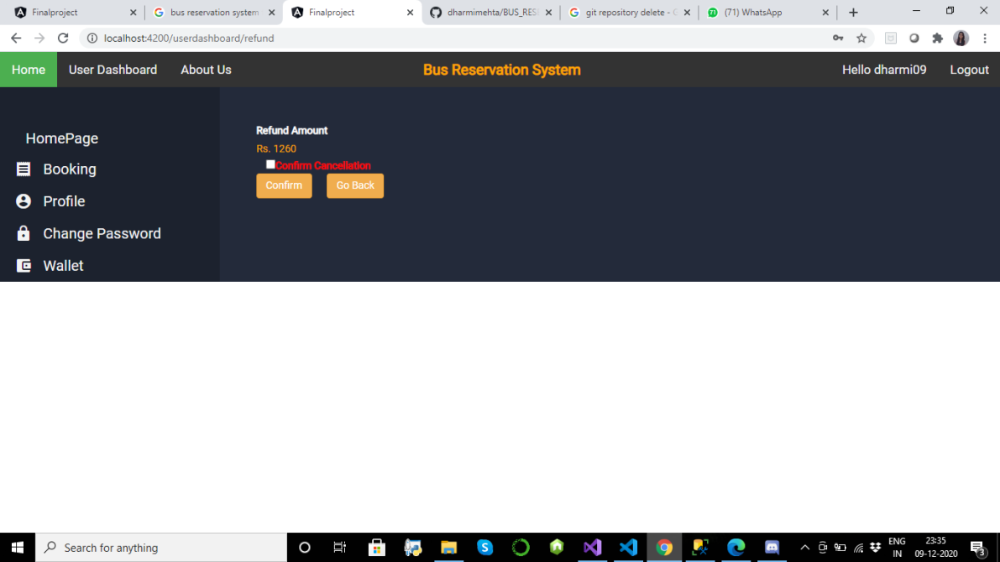 Finalproject
bus reservation system
Finalproject
dharmimehta/BUS_RES
git repository delete - G
(71) WhatsApp
localhost:4200/userdashboard/refund
Home
User Dashboard
About Us
Bus Reservation System
Hello dharmi09
Logout
HomePage
Booking
Profile
Change Password
Wallet
Refund Amount
Rs. 1260
Confirm Cancellation
Confirm
Go Back
Search for anything
ENG
IN
23:35
09-12-2020
3